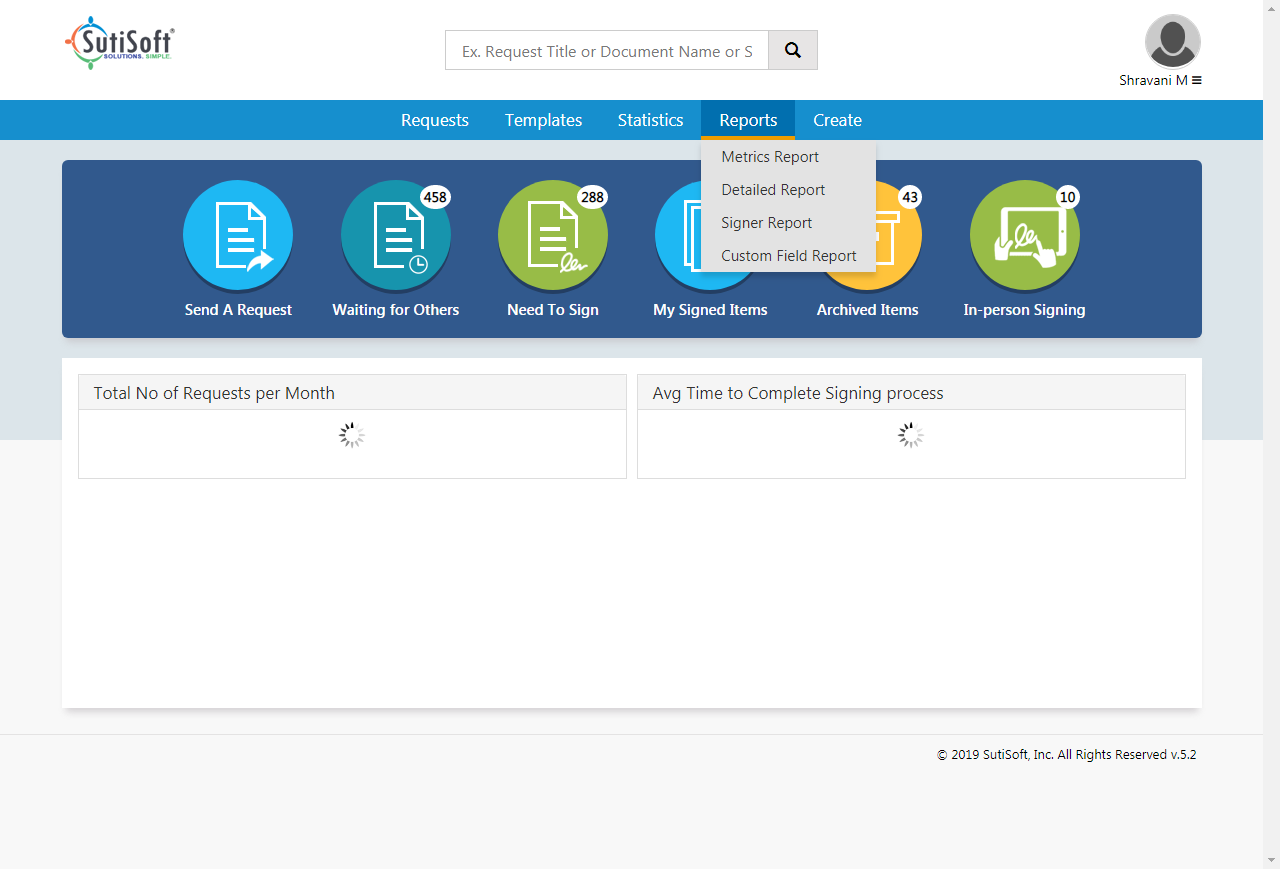 SutiSoft®
SOLUTIONS. SIMPLE.
Ex. Request Title or Document Name or S
Shravani M
Requests
Templates
Statistics
Reports
Create
Metrics Report
Detailed Report
Signer Report
Custom Field Report
458
288
43
10
Send A Request
Waiting for Others
Need To Sign
My Signed Items
Archived Items
In-person Signing
Total No of Requests per Month
Avg Time to Complete Signing process
© 2019 SutiSoft, Inc. All Rights Reserved v.5.2